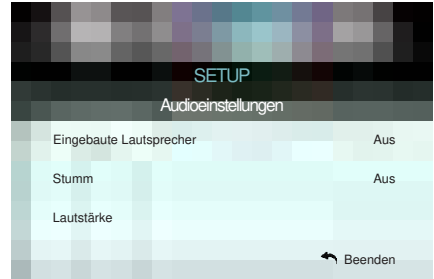 SETUP
Audioeinstellungen
Eingebaute Lautsprecher Aus
Stumm Aus
Lautstärke
Beenden